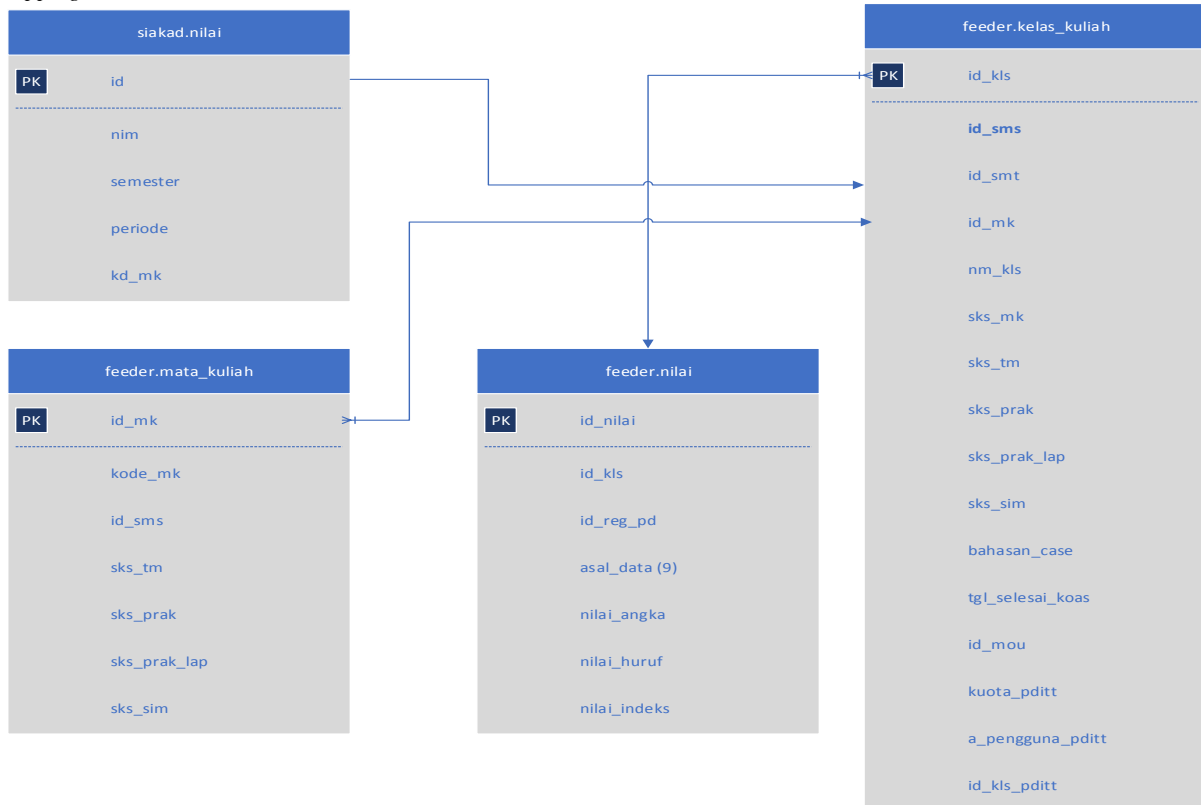 siakad.nilai
PK
id
nim
semester
periode
kd_mk
feeder.mata_kuliah
PK
id_mk
kode_mk
id_sms
sks_tm
sks_prak
sks_prak_lap
sks_sim
feeder.nilai
PK
id_nilai
id_kls
id_reg_pd
asal_data (9)
nilai_angka
nilai_huruf
nilai_indeks
feeder.kelas_kuliah
PK
id_kls
id_sms
id_smt
id_mk
nm_kls
sks_mk
sks_tm
sks_prak
sks_prak_lap
sks_sim
bahasan_case
tgl_selesai_koas
id_mou
kuota_pditt
a_pengguna_pditt
id_kls_pditt